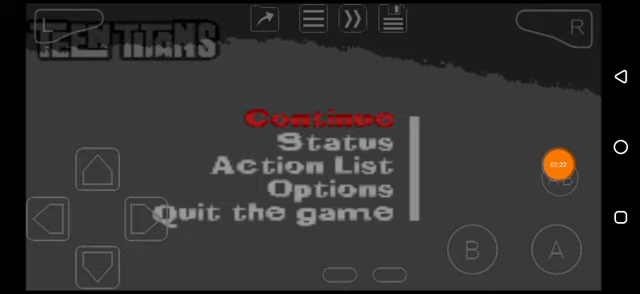 L
R
TEEN TITANS
Continue
Status
Action List
Options
Quit the game
02:22
AB
B
A